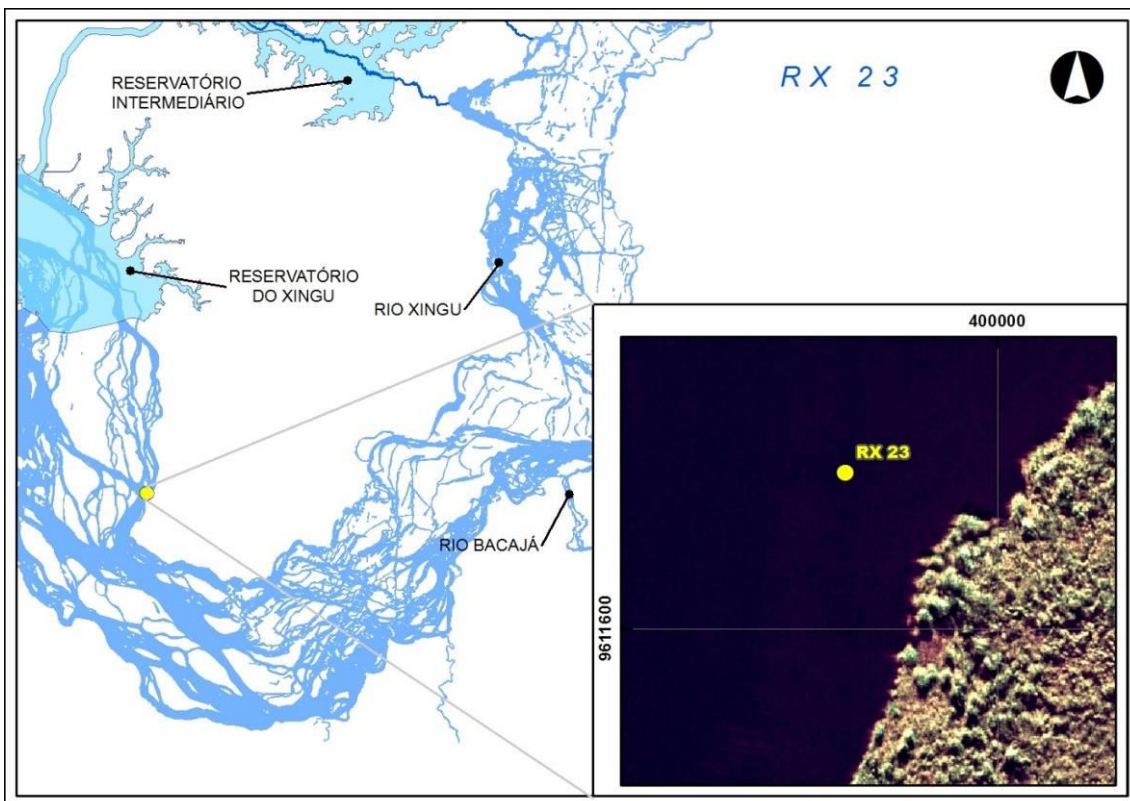 RX 23
RESERVATÓRIO
INTERMEDIÁRIO
RESERVATÓRIO
DO XINGU
RIO XINGU
400000
RX 23
RIO BACAJÁ
9611600